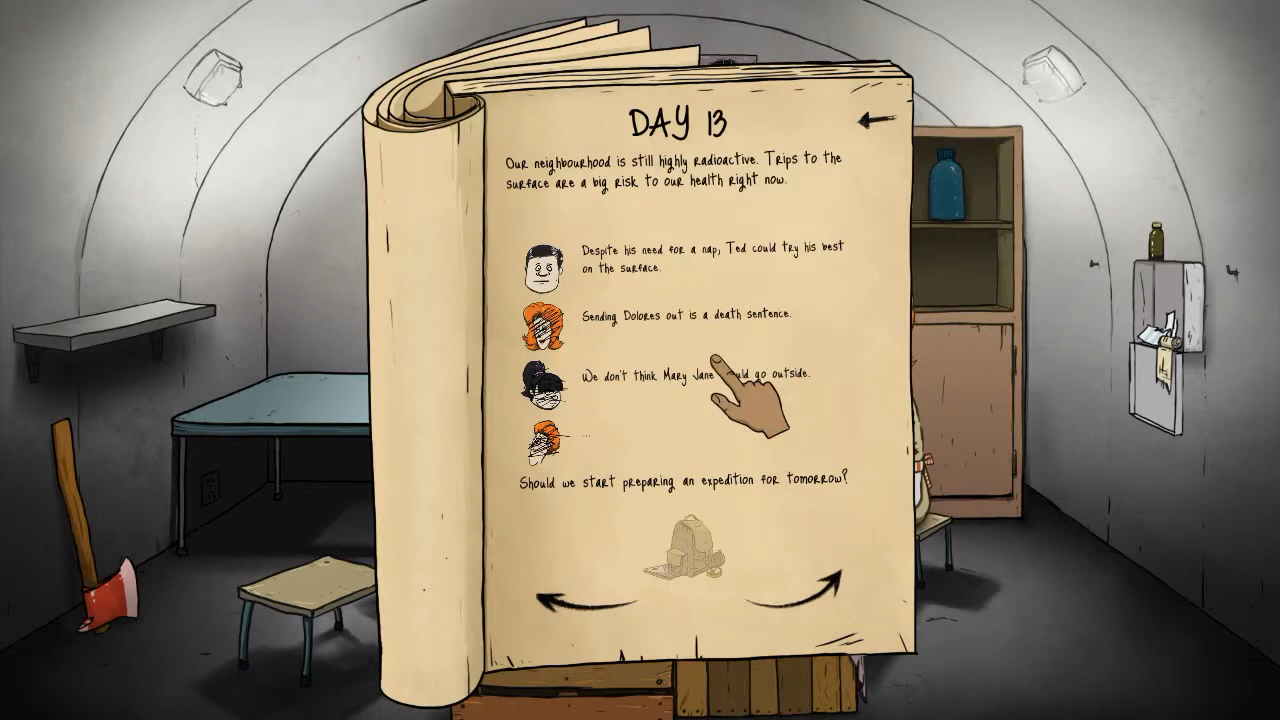 DAY 13
Our neighbourhood is still highly radioactive. Trips to the
surface are a big risk to our health right now.
Despite his need for a nap, Ted could try his best
on the surface.
Sending Dolores out is a death sentence.
We don't think Mary Jane go outside.
...
Should we start preparing an expedition for tomorrow?